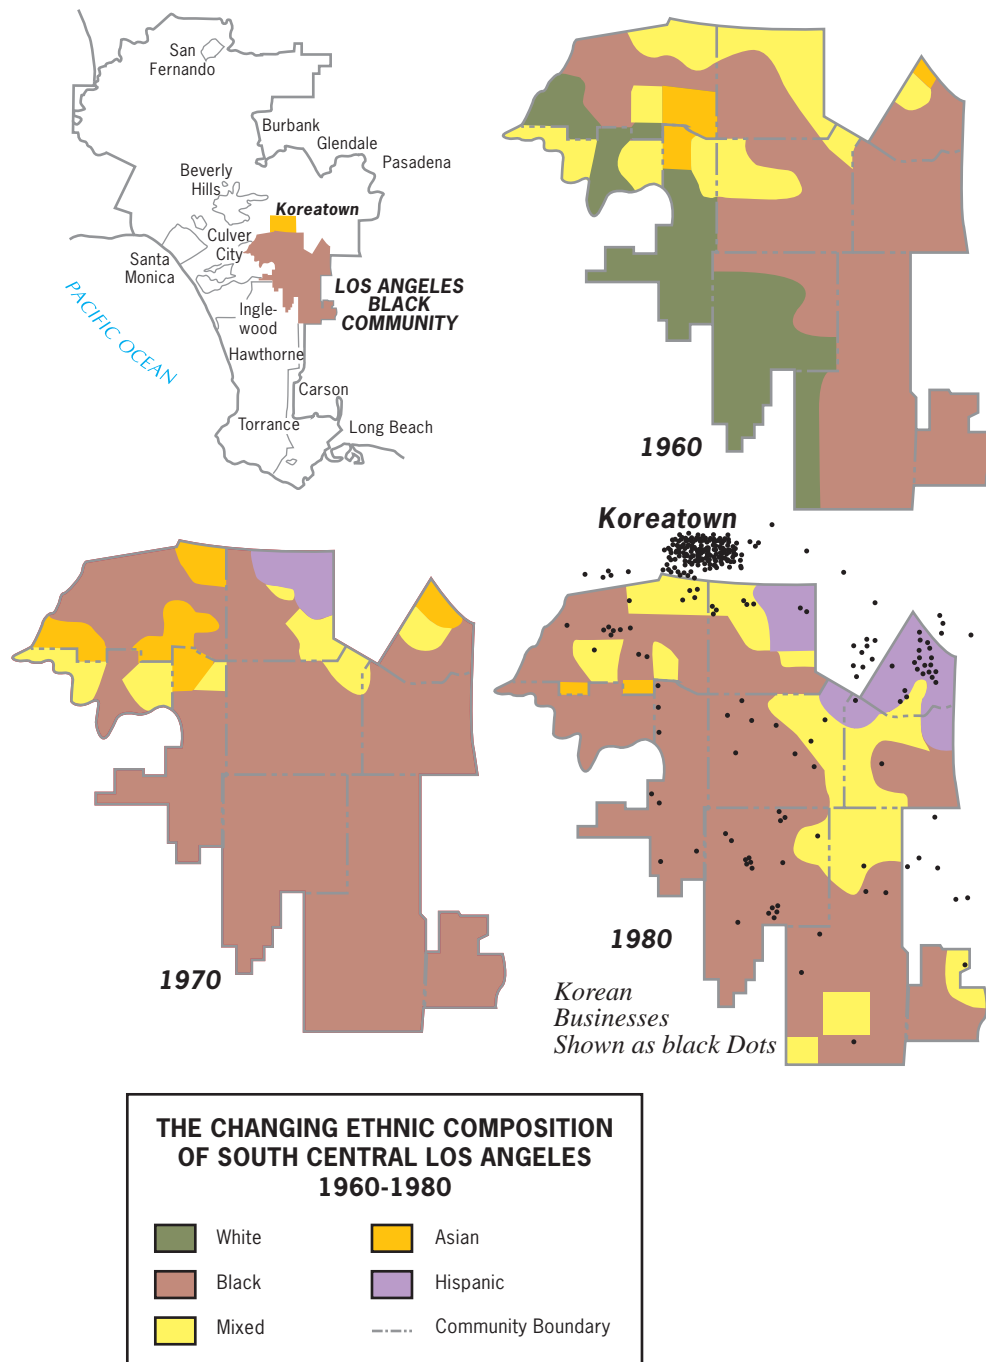 San
Fernando
Burbank
Glendale
Pasadena
Beverly
Hills
Koreatown
Culver
City
Santa
Monica
LOS ANGELES
BLACK
COMMUNITY
PACIFIC OCEAN
Ingle-
wood
Hawthorne
Carson
Torrance
Long Beach
1960
Koreatown
1970
1980
Korean
Businesses
Shown as black Dots
THE CHANGING ETHNIC COMPOSITION
OF SOUTH CENTRAL LOS ANGELES
1960-1980
White
Asian
Black
Hispanic
Mixed
Community Boundary